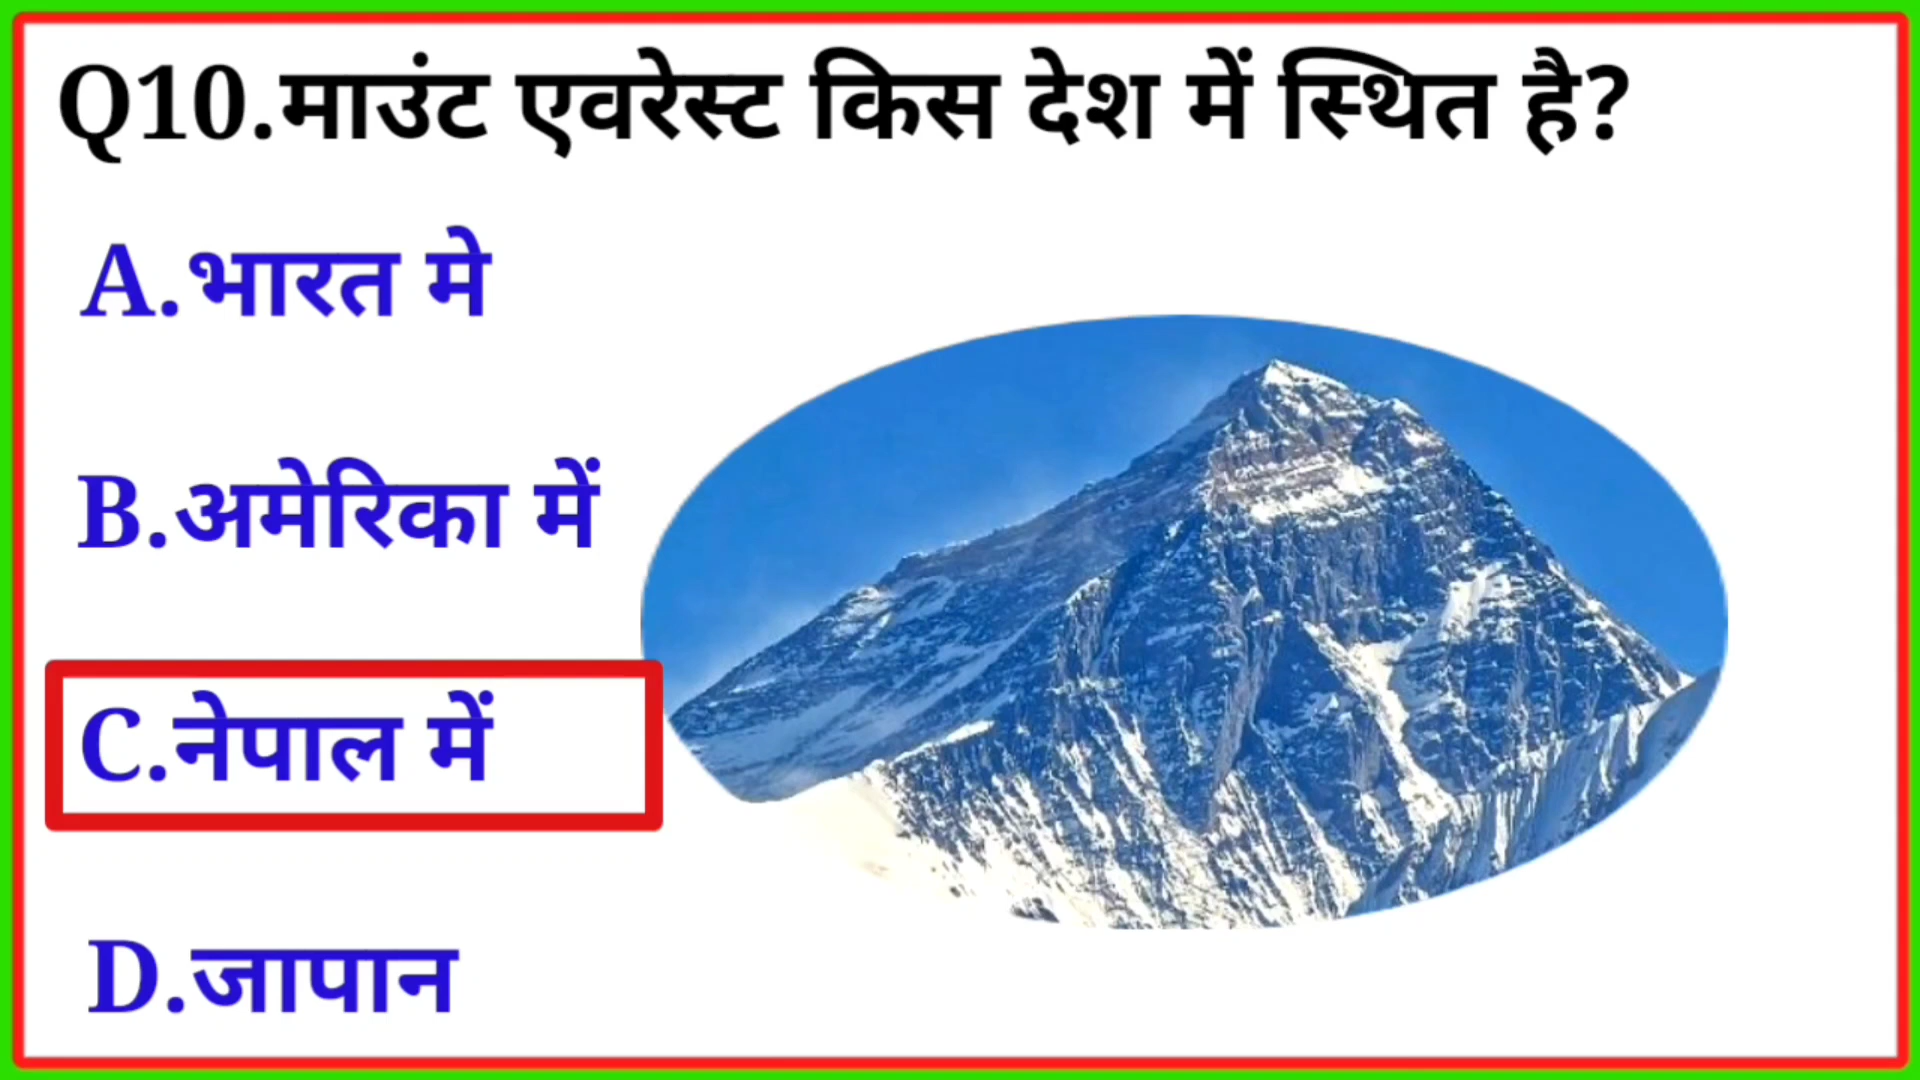 Q10.माउंट एवरेस्ट किस देश में स्थित है?
A.भारत मे
B.अमेरिका में
C.नेपाल में
D.जापान